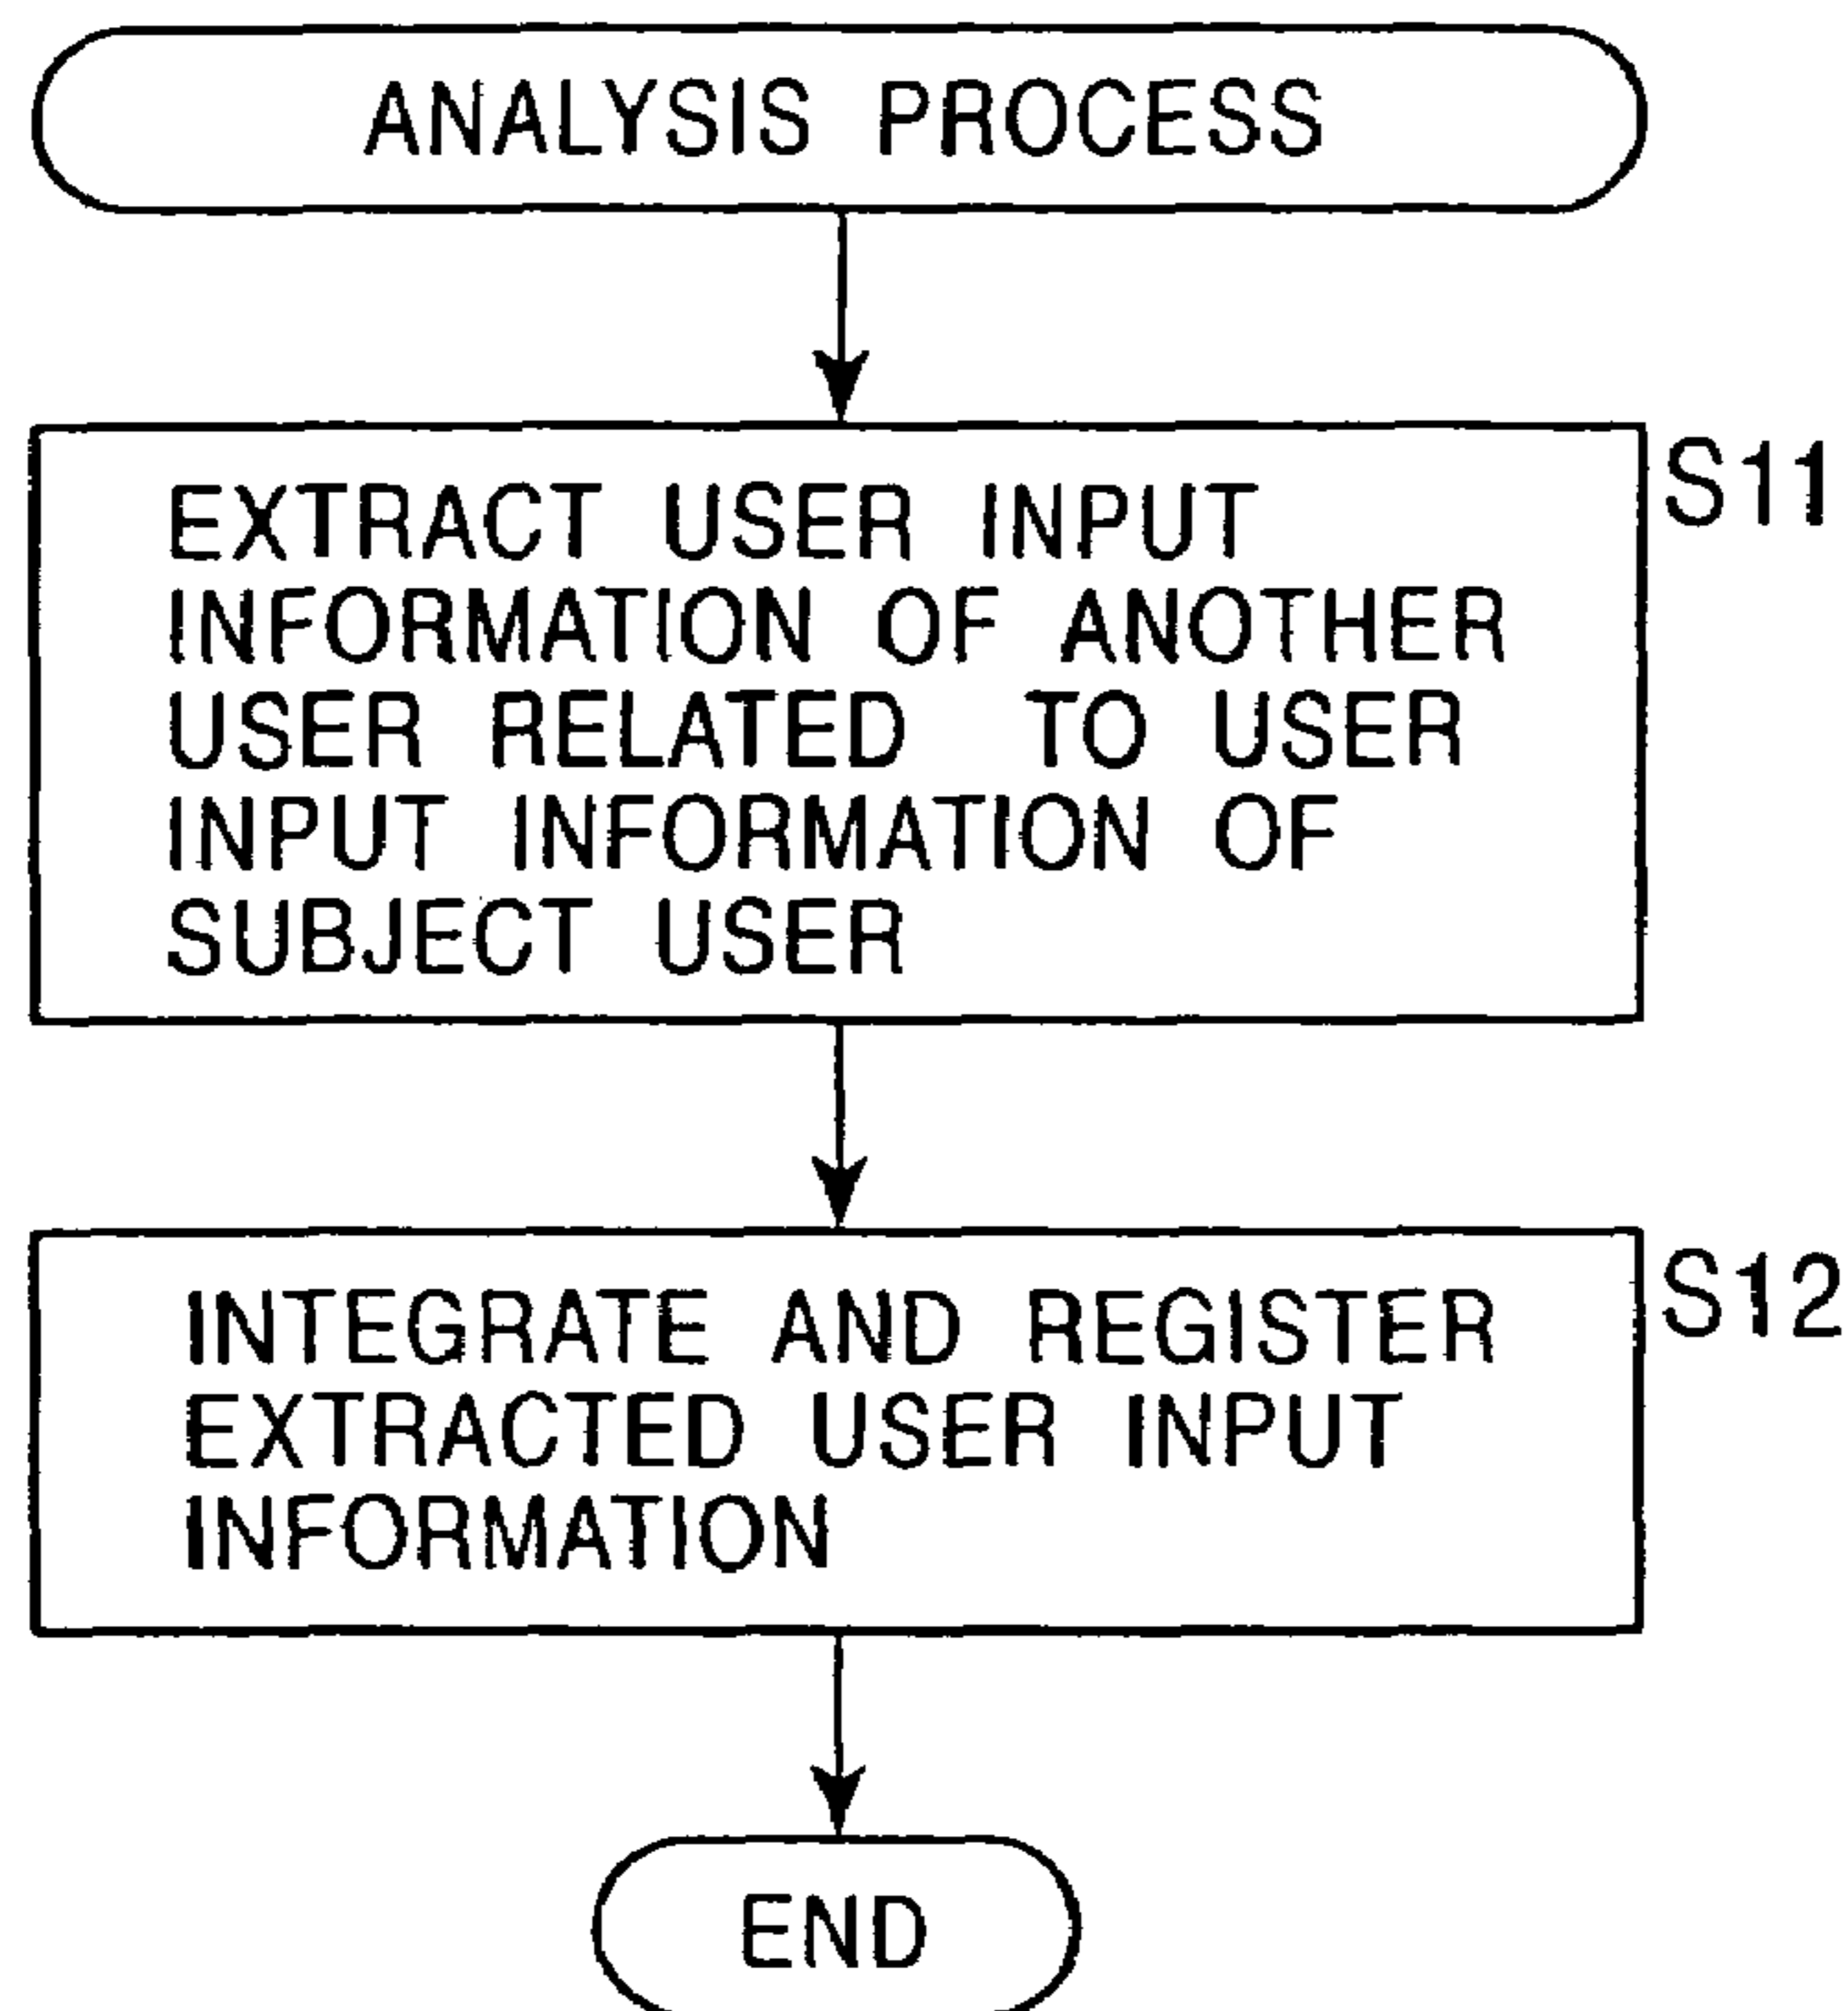 ANALYSIS PROCESS
EXTRACT USER INPUT
INFORMATION OF ANOTHER
USER RELATED TO USER
INPUT INFORMATION OF
SUBJECT USER
S11
INTEGRATE AND REGISTER
EXTRACTED USER INPUT
INFORMATION
S12
END